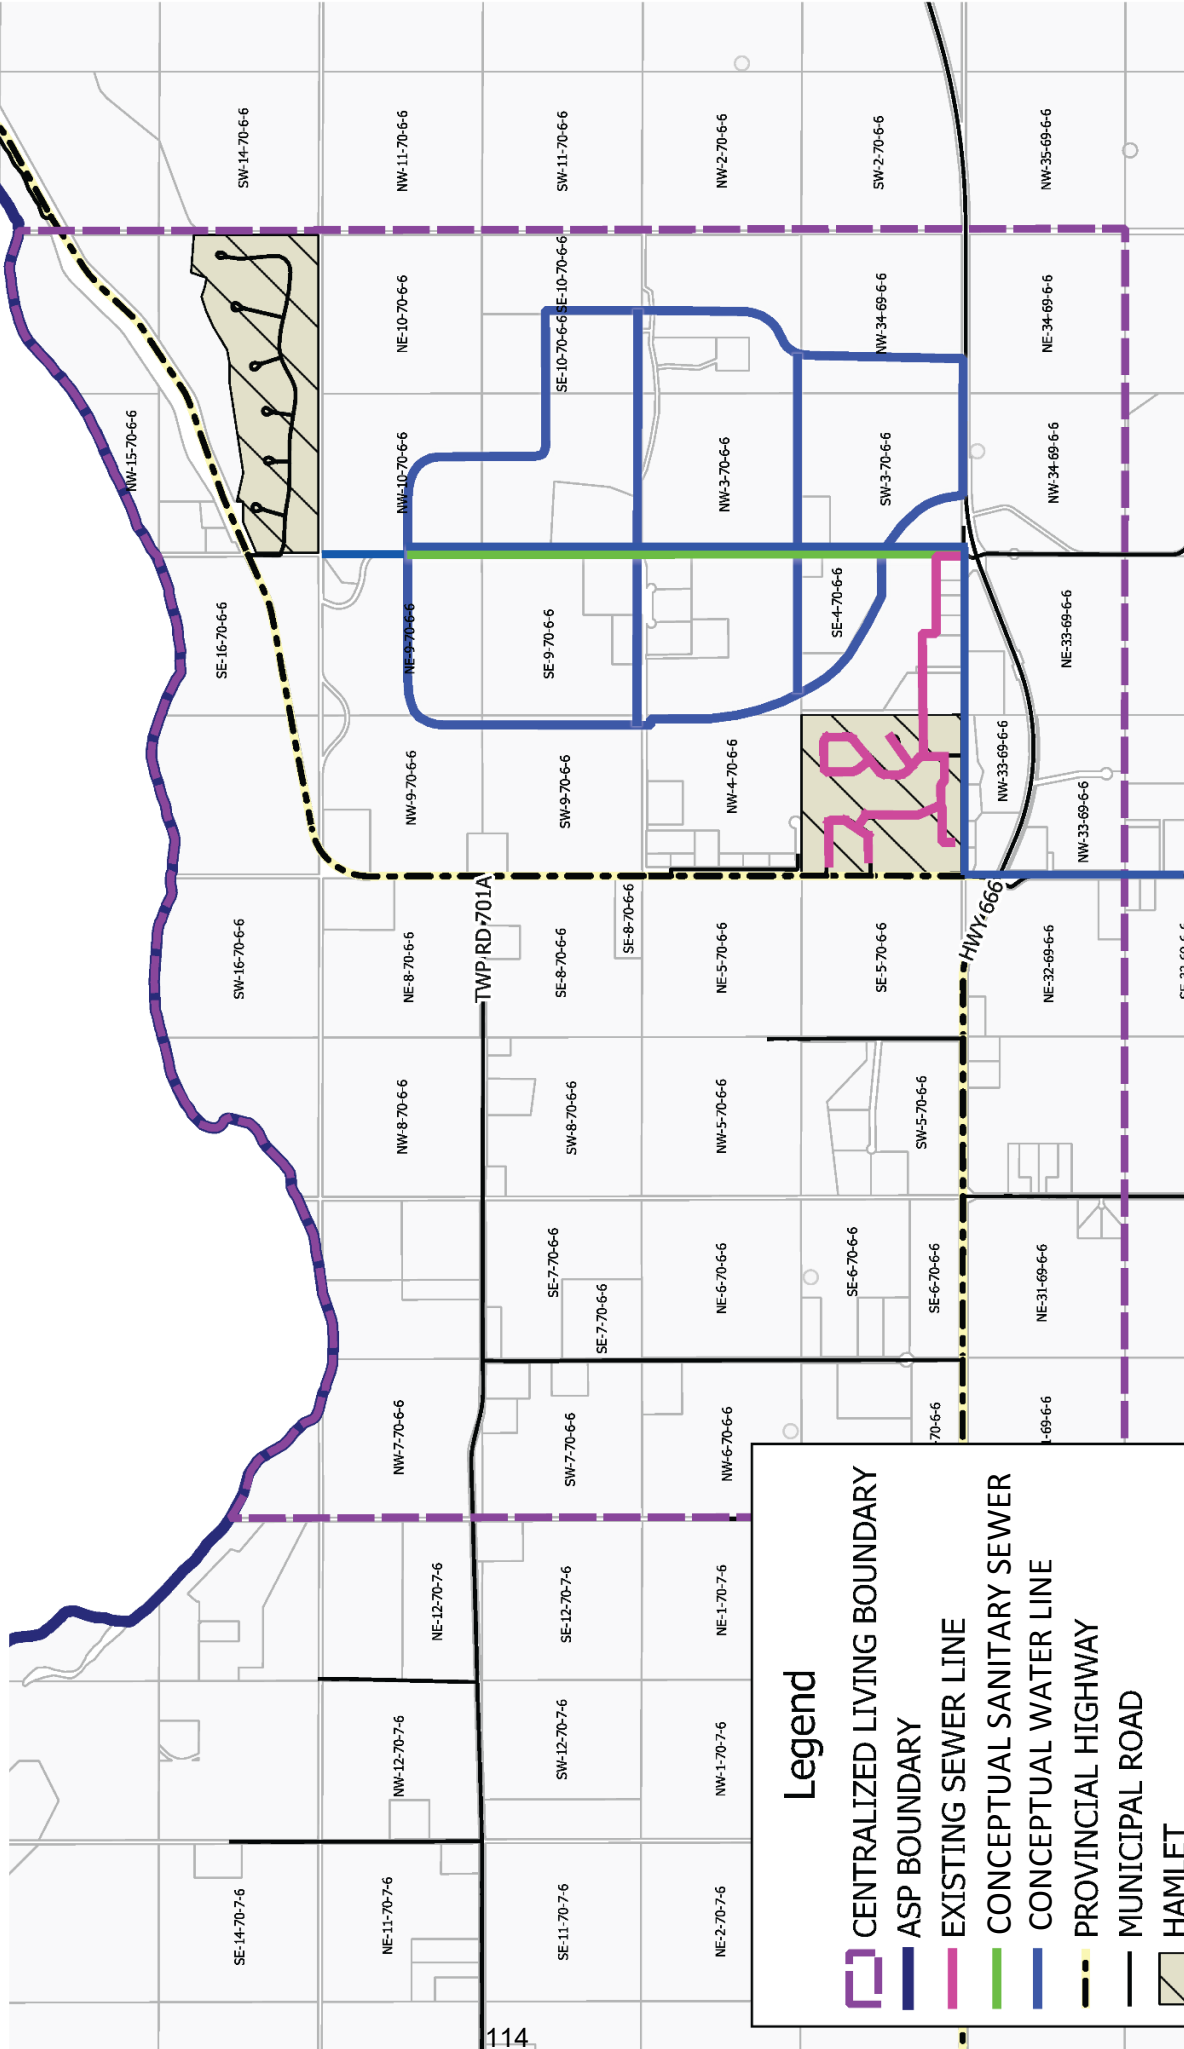 SW-14-70-6-6
NW-11-70-6-6
SW-11-70-6-6
NW-2-70-6-6
SW-2-70-6-6
NW-35-69-6-6
NE-10-70-6-6
SE-10-70-6-6
SE-10-70-6-6
NW-34-69-6-6
NE-34-69-6-6
NW-15-70-6-6
NW-10-70-6-6
NW-3-70-6-6
SW-3-70-6-6
NW-34-69-6-6
SE-16-70-6-6
NE-9-70-6-6
SE-9-70-6-6
SE-4-70-6-6
NE-33-69-6-6
NW-9-70-6-6
SW-9-70-6-6
NW-4-70-6-6
NW-33-69-6-6
NW-33-69-6-6
TWP RD 701A
HWY 666
SW-16-70-6-6
NE-8-70-6-6
SE-8-70-6-6
SE-8-70-6-6
NE-5-70-6-6
SE-5-70-6-6
NE-32-69-6-6
NW-8-70-6-6
SW-8-70-6-6
NW-5-70-6-6
SW-5-70-6-6
SE-7-70-6-6
SE-7-70-6-6
NE-6-70-6-6
SE-6-70-6-6
SE-6-70-6-6
NE-31-69-6-6
NW-7-70-6-6
SW-7-70-6-6
NW-6-70-6-6
-70-6-6
1-69-6-6
NE-12-70-7-6
SE-12-70-7-6
NE-1-70-7-6
NW-12-70-7-6
SW-12-70-7-6
NW-1-70-7-6
SE-14-70-7-6
NE-11-70-7-6
SE-11-70-7-6
NE-2-70-7-6
Legend
CENTRALIZED LIVING BOUNDARY
ASP BOUNDARY
EXISTING SEWER LINE
CONCEPTUAL SANITARY SEWER
CONCEPTUAL WATER LINE
PROVINCIAL HIGHWAY
MUNICIPAL ROAD
HAMLET
114